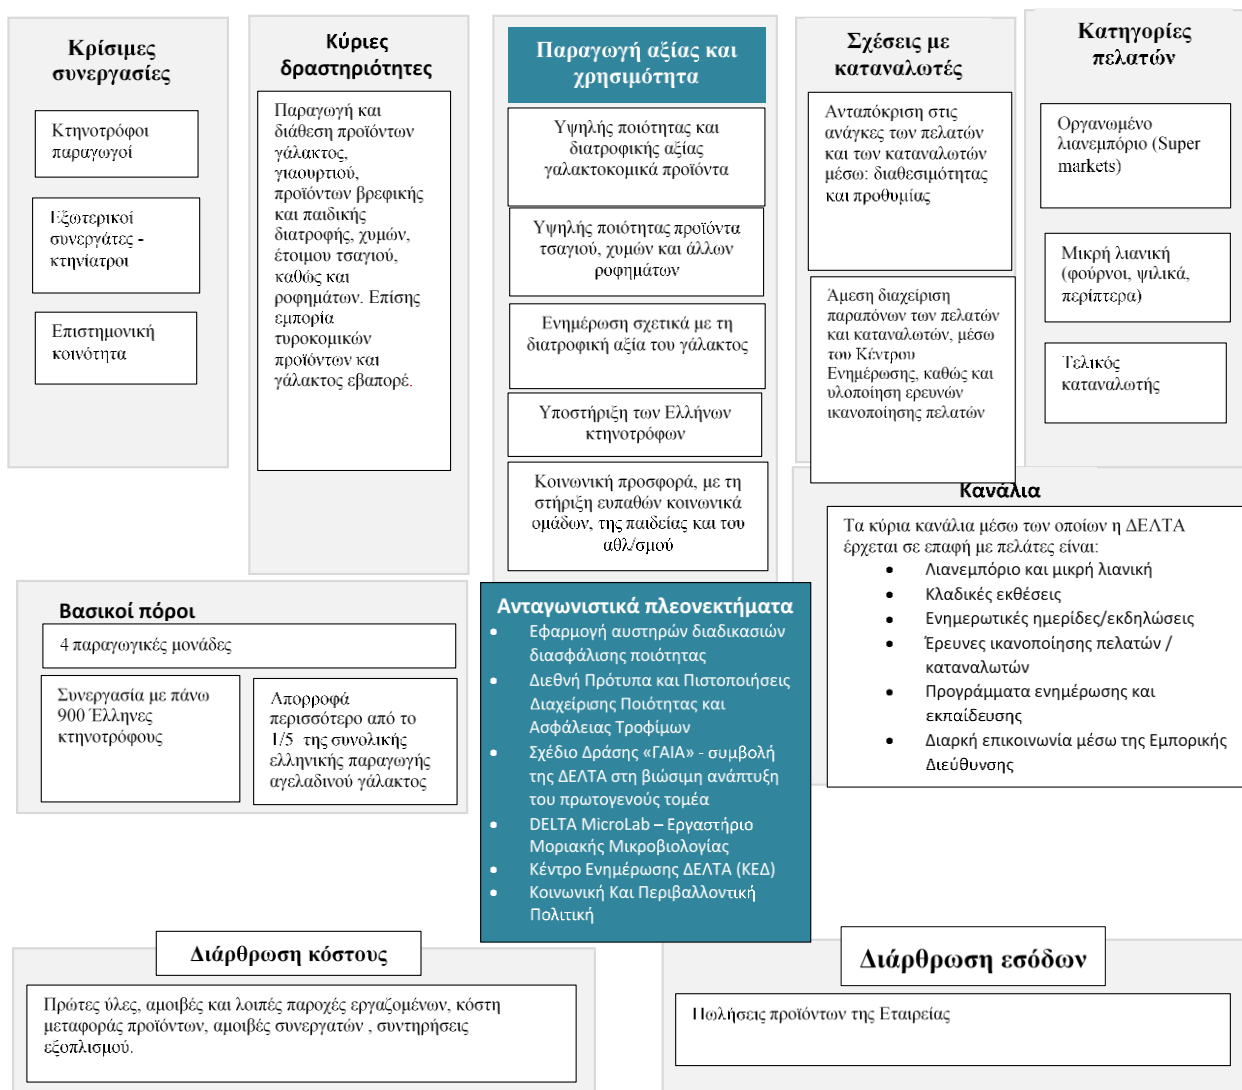 Κρίσιμες
συνεργασίες
Κτηνοτρόφοι
παραγωγοί
Εξωτερικοί
συνεργάτες -
κτηνίατροι
Επιστημονική
κοινότητα
Κύριες
δραστηριότητες
Παραγωγή και
διάθεση προϊόντων
γάλακτος,
γιαουρτιού,
προϊόντων βρεφικής
και παιδικής
διατροφής, χυμών,
έτοιμου τσαγιού,
καθώς και
ροφημάτων. Επίσης
εμπορία
τυροκομικών
προϊόντων και
γάλακτος εβαπορέ.
Παραγωγή αξίας και
χρησιμότητα
Υψηλής ποιότητας και
διατροφικής αξίας
γαλακτοκομικά προϊόντα
Υψηλής ποιότητας προϊόντα
τσαγιού, χυμών και άλλων
ροφημάτων
Ενημέρωση σχετικά με τη
διατροφική αξία του γάλακτος
Υποστήριξη των Ελλήνων
κτηνοτρόφων
Κοινωνική προσφορά, με τη
στήριξη ευπαθών κοινωνικά
ομάδων, της παιδείας και του
αθλ/σμού
Σχέσεις με
καταναλωτές
Ανταπόκριση στις
ανάγκες των πελατών
και των καταναλωτών
μέσω: διαθεσιμότητας
και προθυμίας
Άμεση διαχείριση
παραπόνων των πελατών
και καταναλωτών, μέσω
του Κέντρου
Ενημέρωσης, καθώς και
υλοποίηση ερευνών
ικανοποίησης πελατών
Κατηγορίες
πελατών
Οργανωμένο
λιανεμπόριο (Super
markets)
Μικρή λιανική
(φούρνοι, ψιλικά,
περίπτερα)
Τελικός
καταναλωτής
Κανάλια
Τα κύρια κανάλια μέσω των οποίων η ΔΕΛΤΑ
έρχεται σε επαφή με πελάτες είναι:
• Λιανεμπόριο και μικρή λιανική
• Κλαδικές εκθέσεις
• Ενημερωτικές ημερίδες/εκδηλώσεις
• Έρευνες ικανοποίησης πελατών /
καταναλωτών
• Προγράμματα ενημέρωσης και
εκπαίδευσης
• Διαρκή επικοινωνία μέσω της Εμπορικής
Διεύθυνσης
Βασικοί πόροι
4 παραγωγικές μονάδες
Συνεργασία με πάνω
900 Έλληνες
κτηνοτρόφους
Απορροφά
περισσότερο από το
1/5 της συνολικής
ελληνικής παραγωγής
αγελαδινού γάλακτος
Ανταγωνιστικά πλεονεκτήματα
• Εφαρμογή αυστηρών διαδικασιών
διασφάλισης ποιότητας
• Διεθνή Πρότυπα και Πιστοποιήσεις
Διαχείρισης Ποιότητας και
Ασφάλειας Τροφίμων
• Σχέδιο Δράσης «ΓΑΙΑ» - συμβολή
της ΔΕΛΤΑ στη βιώσιμη ανάπτυξη
του πρωτογενούς τομέα
• DELTA MicroLab – Εργαστήριο
Μοριακής Μικροβιολογίας
• Κέντρο Ενημέρωσης ΔΕΛΤΑ (ΚΕΔ)
• Κοινωνική Και Περιβαλλοντική
Πολιτική
Διάρθρωση κόστους
Πρώτες ύλες, αμοιβές και λοιπές παροχές εργαζομένων, κόστη
μεταφοράς προϊόντων, αμοιβές συνεργατών , συντηρήσεις
εξοπλισμού.
Διάρθρωση εσόδων
Πωλήσεις προϊόντων της Εταιρείας